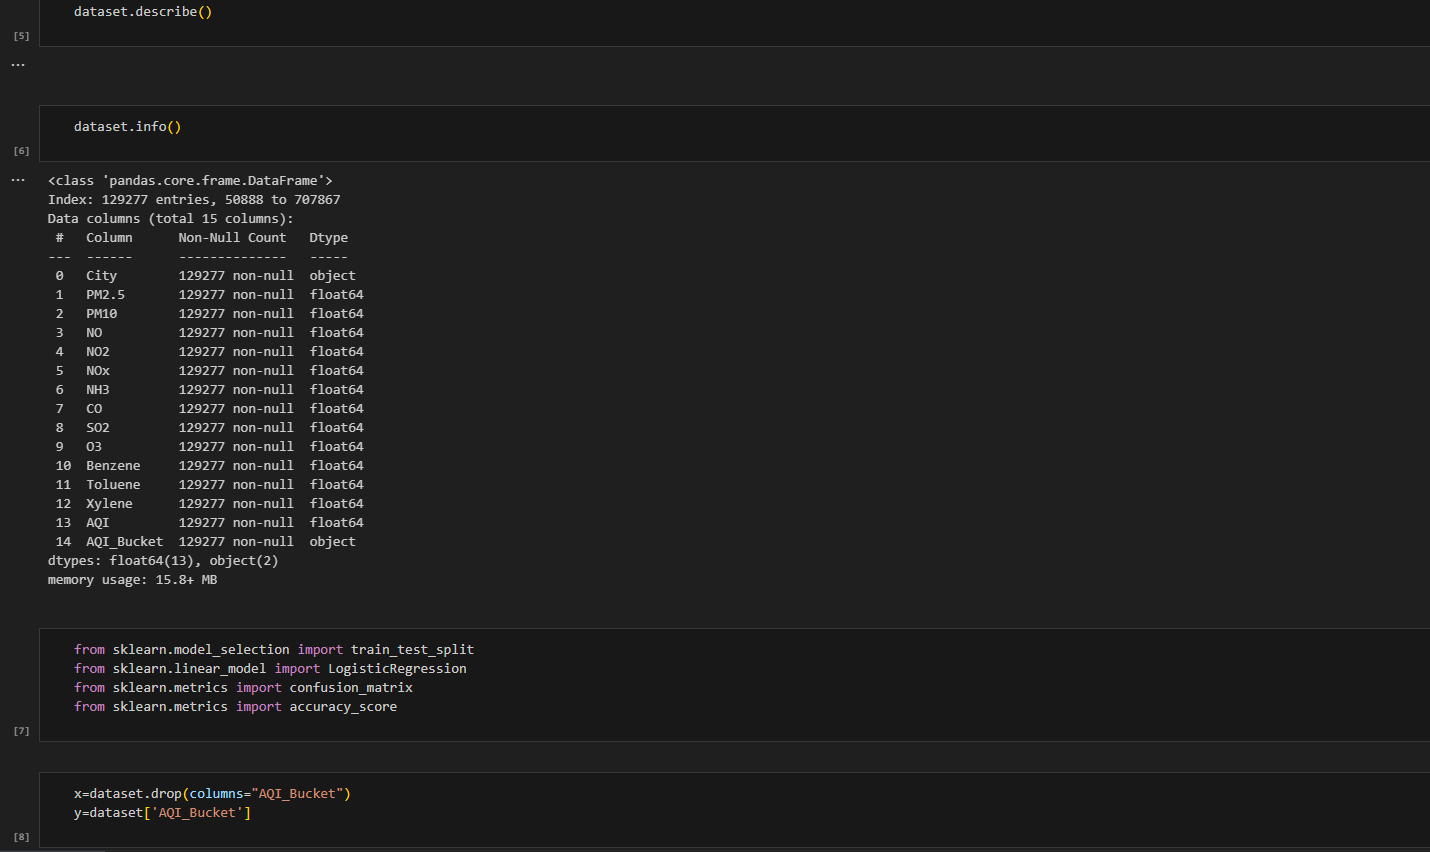 dataset.describe()
[5]
...
dataset.info()
[6]
...
<class 'pandas.core.frame.DataFrame'>
Index: 129277 entries, 50888 to 707867
Data columns (total 15 columns):
 #   Column      Non-Null Count   Dtype
---  ------      --------------   -----
 0   City        129277 non-null  object
 1   PM2.5       129277 non-null  float64
 2   PM10        129277 non-null  float64
 3   NO          129277 non-null  float64
 4   NO2         129277 non-null  float64
 5   NOx         129277 non-null  float64
 6   NH3         129277 non-null  float64
 7   CO          129277 non-null  float64
 8   SO2         129277 non-null  float64
 9   O3          129277 non-null  float64
 10  Benzene     129277 non-null  float64
 11  Toluene     129277 non-null  float64
 12  Xylene      129277 non-null  float64
 13  AQI         129277 non-null  float64
 14  AQI_Bucket  129277 non-null  object
dtypes: float64(13), object(2)
memory usage: 15.8+ MB
from sklearn.model_selection import train_test_split
from sklearn.linear_model import LogisticRegression
from sklearn.metrics import confusion_matrix
from sklearn.metrics import accuracy_score
[7]
x=dataset.drop(columns="AQI_Bucket")
y=dataset['AQI_Bucket']
[8]